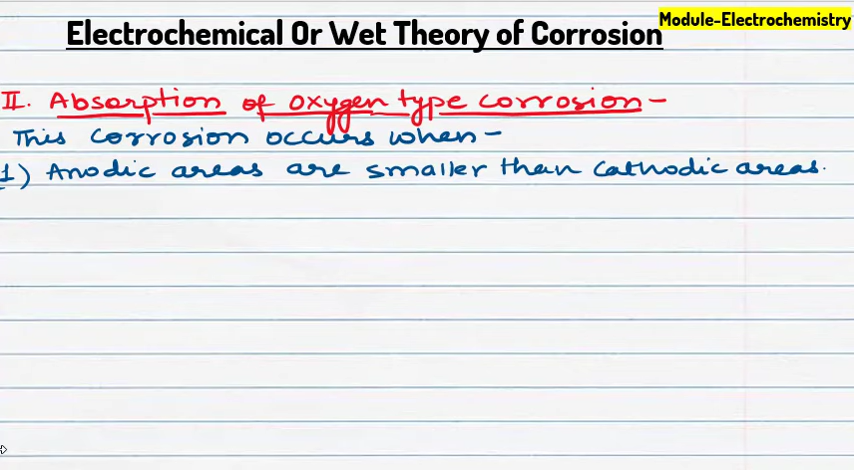 Module-Electrochemistry
Electrochemical Or Wet Theory of Corrosion
II. Absorption of oxygen type corrosion-
This corrosion occurs when-
1) Anodic areas are smaller than cathodic areas.